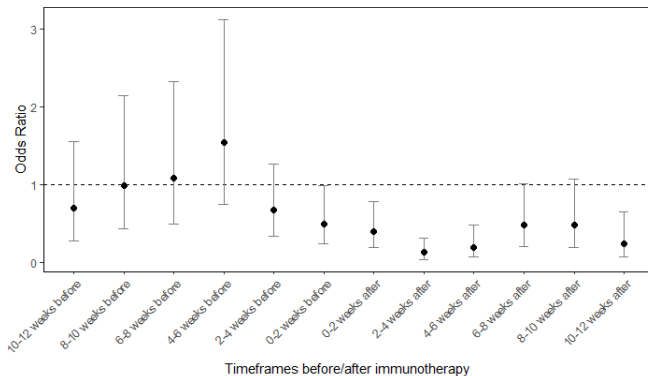 Odds Ratio
3
2
1
0
10-12 weeks before
8-10 weeks before
6-8 weeks before
4-6 weeks before
2-4 weeks before
0-2 weeks before
0-2 weeks after
2-4 weeks after
4-6 weeks after
6-8 weeks after
8-10 weeks after
10-12 weeks after
Timeframes before/after immunotherapy